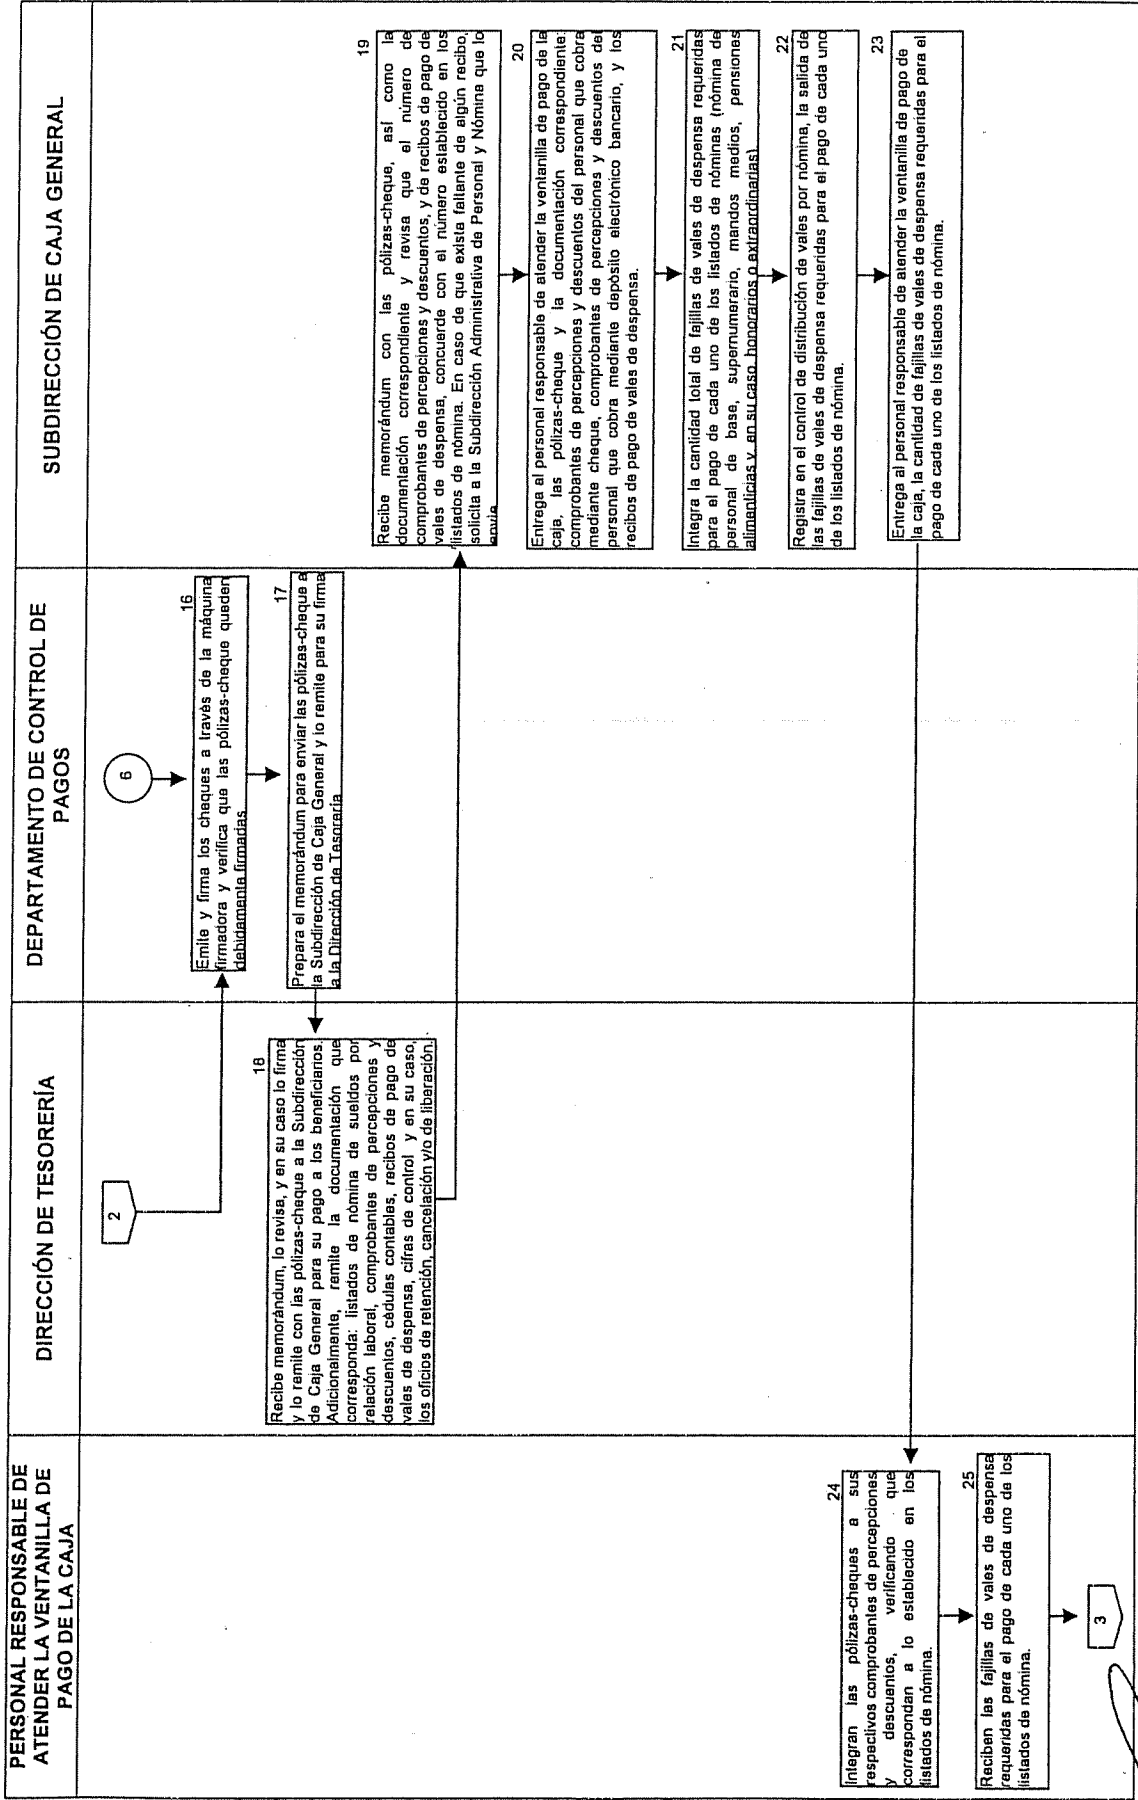 PERSONAL RESPONSABLE DE
ATENDER LA VENTANILLA DE
PAGO DE LA CAJA
DIRECCIÓN DE TESORERÍA
DEPARTAMENTO DE CONTROL DE
PAGOS
SUBDIRECCIÓN DE CAJA GENERAL
2
6
16
Emite y firma los cheques a través de la máquina
firmadora y verifica que las pólizas-cheque queden
debidamente firmadas
17
Prepara el memorándum para enviar las pólizas-cheque a
la Subdirección de Caja General y lo remite para su firma
a la Dirección de Tesorería
18
Recibe memorándum, lo revisa, y en su caso lo firma
y lo remite con las pólizas-cheque a la Subdirección
de Caja General para su pago a los beneficiarios.
Adicionalmente, remite la documentación que
corresponda: listados de nómina de sueldos por
relación laboral, comprobantes de percepciones y
descuentos, cédulas contables, recibos de pago de
vales de despensa, cifras de control y en su caso,
los oficios de retención, cancelación y/o de liberación.
19
Recibe memorándum con las pólizas-cheque, así como la
documentación correspondiente y revisa que el número de
comprobantes de percepciones y descuentos, y de recibos de pago de
vales de despensa, concuerde con el número establecido en los
listados de nómina. En caso de que exista faltante de algún recibo,
solicita a la Subdirección Administrativa de Personal y Nómina que lo
envíe
20
Entrega al personal responsable de atender la ventanilla de pago de la
caja, las pólizas-cheque y la documentación correspondiente:
comprobantes de percepciones y descuentos del personal que cobra
mediante cheque, comprobantes de percepciones y descuentos del
personal que cobra mediante depósito electrónico bancario, y los
recibos de pago de vales de despensa.
21
Integra la cantidad total de fajillas de vales de despensa requeridas
para el pago de cada uno de los listados de nóminas (nómina de
personal de base, supernumerario, mandos medios, pensiones
alimenticias y en su caso honorarios o extraordinarias)
22
Registra en el control de distribución de vales por nómina, la salida de
las fajillas de vales de despensa requeridas para el pago de cada uno
de los listados de nómina.
23
Entrega al personal responsable de atender la ventanilla de pago de
la caja, la cantidad de fajillas de vales de despensa requeridas para el
pago de cada uno de los listados de nómina.
24
Integran las pólizas-cheques a sus
respectivos comprobantes de percepciones
y descuentos, verificando que
correspondan a lo establecido en los
listados de nómina.
25
Reciben las fajillas de vales de despensa
requeridas para el pago de cada uno de los
listados de nómina.
3